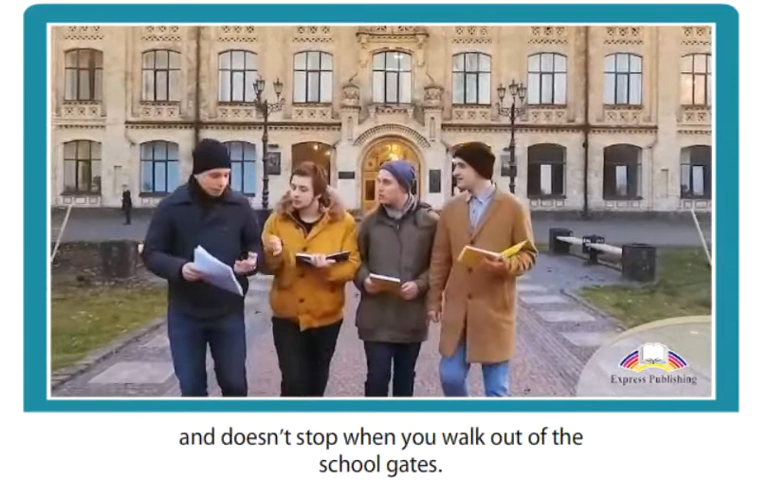 Express Publishing
and doesn't stop when you walk out of the
school gates.